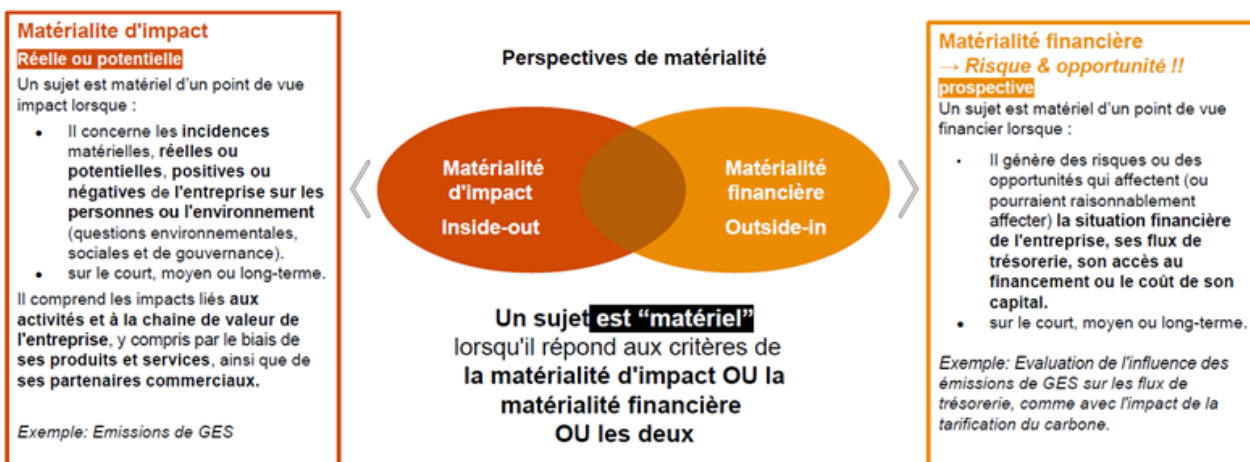 Matérialite d'impact
Réelle ou potentielle
Un sujet est matériel d'un point de vue
impact lorsque :
• Il concerne les incidences
matérielles, réelles ou
potentielles, positives ou
négatives de l'entreprise sur les
personnes ou l'environnement
(questions environnementales,
sociales et de gouvernance).
• sur le court, moyen ou long-terme.
Il comprend les impacts liés aux
activités et à la chaîne de valeur de
l'entreprise, y compris par le biais de
ses produits et services, ainsi que de
ses partenaires commerciaux.
Exemple: Emissions de GES
Perspectives de matérialité
Matérialité
d'impact
Inside-out
Matérialité
financière
Outside-in
Un sujet est “matériel”
lorsqu'il répond aux critères de
la matérialité d'impact OU la
matérialité financière
OU les deux
Matérialité financière
→ Risque & opportunité !!
prospective
Un sujet est matériel d'un point de vue
financier lorsque :
• Il génère des risques ou des
opportunités qui affectent (ou
pourraient raisonnablement
affecter) la situation financière
de l'entreprise, ses flux de
trésorerie, son accès au
financement ou le coût de son
capital.
• sur le court, moyen ou long-terme.
Exemple: Evaluation de l'influence des
émissions de GES sur les flux de
trésorerie, comme avec l'impact de la
tarification du carbone.